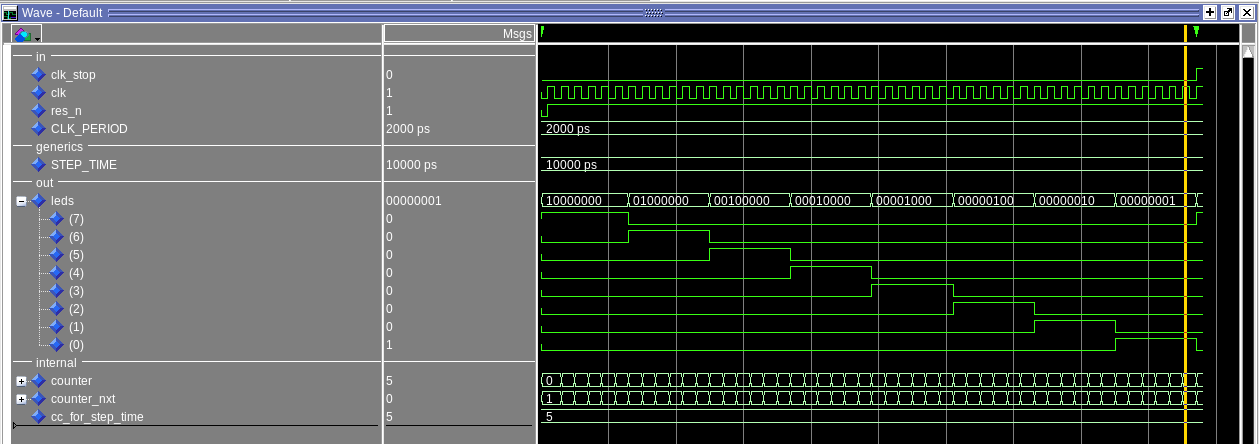 Wave - Default
Msgs
in
clk_stop 0
clk 1
res_n 1
CLK_PERIOD 2000 ps 2000 ps
generics
STEP_TIME 10000 ps 10000 ps
out
leds 00000001 10000000 01000000 00100000 00010000 00001000 00000100 00000010 00000001
(7) 0
(6) 0
(5) 0
(4) 0
(3) 0
(2) 0
(1) 0
(0) 1
internal
counter 5 0
counter_nxt 0 1
cc_for_step_time 5 5